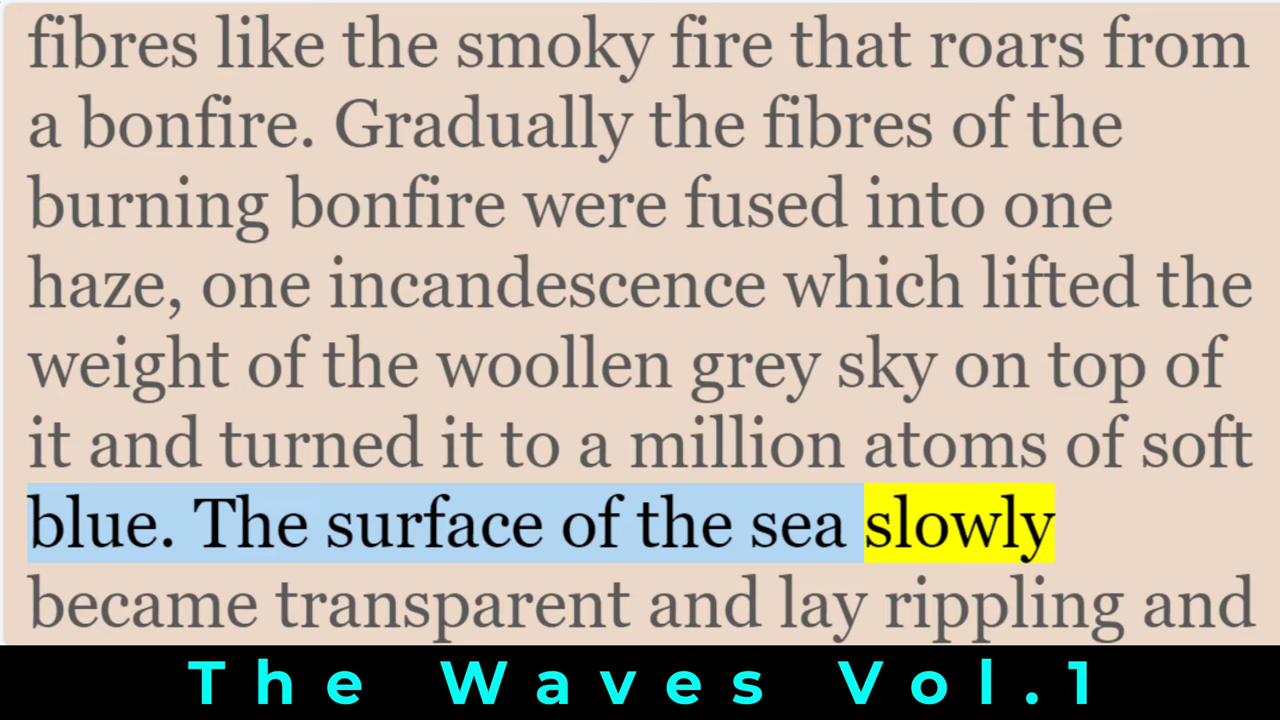 fibres like the smoky fire that roars from
a bonfire. Gradually the fibres of the
burning bonfire were fused into one
haze, one incandescence which lifted the
weight of the woollen grey sky on top of
it and turned it to a million atoms of soft
blue. The surface of the sea slowly
became transparent and lay rippling and
The Waves Vol.1